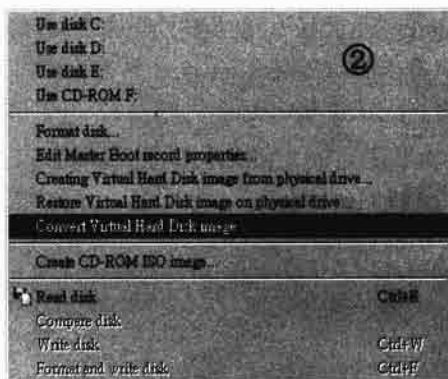 Use disk C:
Use disk D:
Use disk E:
Use CD-ROM F:
②
Format disk...
Edit Master Boot record properties...
Creating Virtual Hard Disk image from physical drive...
Restore Virtual Hard Disk image on physical drive...
Convert Virtual Hard Disk image
Create CD-ROM ISO image...
Read disk Ctrl+R
Compare disk
Write disk Ctrl+W
Format and write disk Ctrl+F